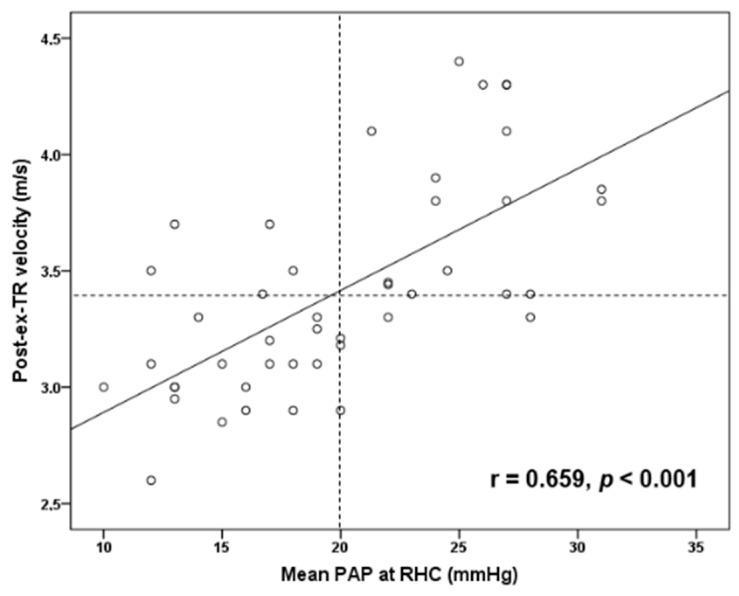 Post-ex-TR velocity (m/s)
4.5
4.0
3.5
3.0
2.5
r = 0.659, p < 0.001
10 15 20 25 30 35
Mean PAP at RHC (mmHg)